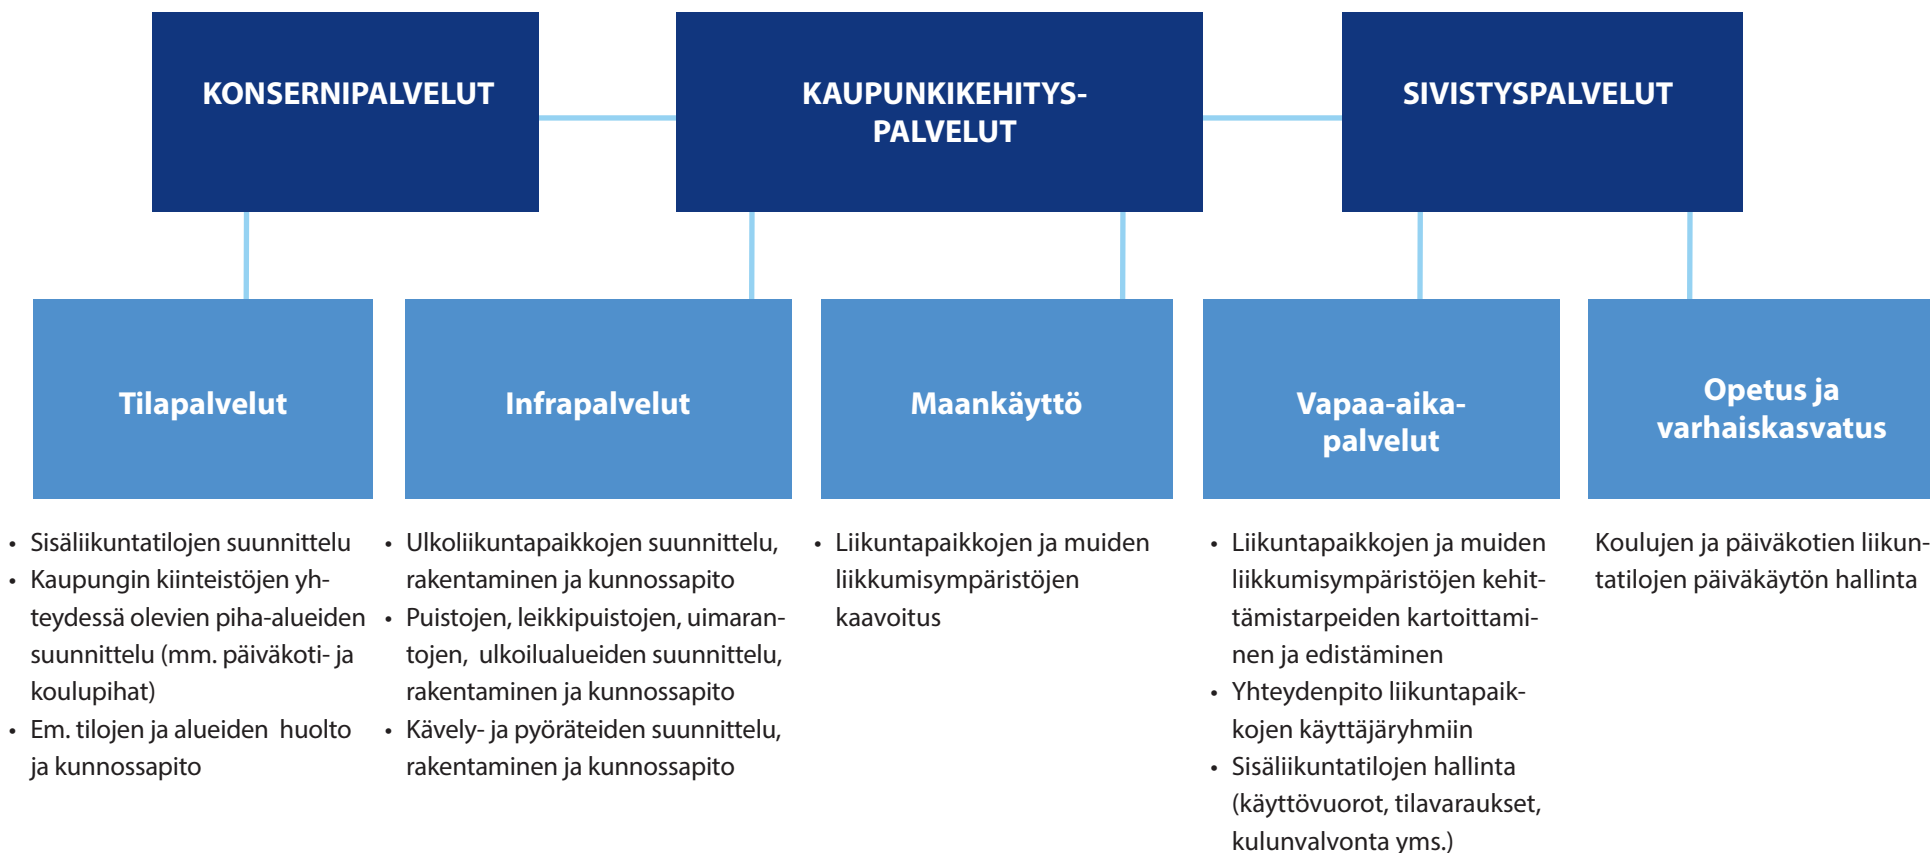 KONSERNIPALVELUT
KAUPUNKIKEHITYS-
PALVELUT
SIVISTYSPALVELUT
Tilapalvelut
Infrapalvelut
Maankäyttö
Vapaa-aika-
palvelut
Opetus ja
varhaiskasvatus
• Sisäliikuntatilojen suunnittelu
• Kaupungin kiinteistöjen yh-
teydessä olevien piha-alueiden
suunnittelu (mm. päiväkoti- ja
koulupihat)
• Em. tilojen ja alueiden huolto
ja kunnossapito
• Ulkoliikuntapaikkojen suunnittelu,
rakentaminen ja kunnossapito
• Puistojen, leikkipuistojen, uimaran-
tojen, ulkoilualueiden suunnittelu,
rakentaminen ja kunnossapito
• Kävely- ja pyöräteiden suunnittelu,
rakentaminen ja kunnossapito
• Liikuntapaikkojen ja muiden
liikkumisympäristöjen
kaavoitus
• Liikuntapaikkojen ja muiden
liikkumisympäristöjen kehit-
tämistarpeiden kartoittami-
nen ja edistäminen
• Yhteydenpito liikuntapaik-
kojen käyttäjäryhmiin
• Sisäliikuntatilojen hallinta
(käyttövuorot, tilavaraukset,
kulunvalvonta yms.)
Koulujen ja päiväkotien liikun-
tatilojen päiväkäytön hallinta